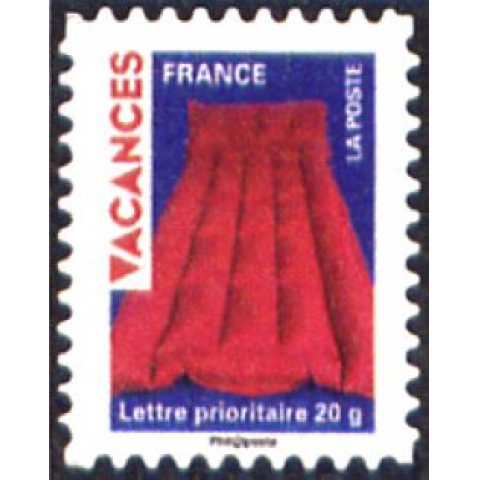 VACANCES
FRANCE
LA POSTE
Lettre prioritaire 20 g
Phil@poste